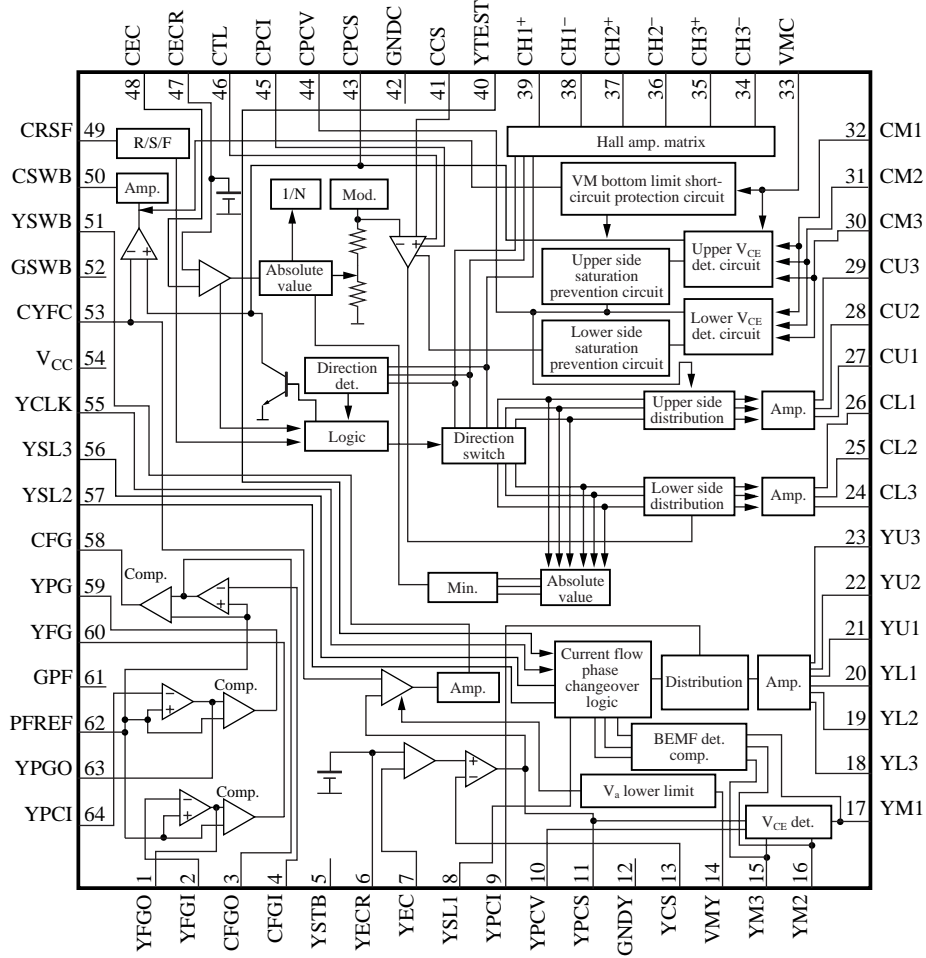 CEC
CECR
CTL
CPCI
CPCV
CPCS
GNDC
CCS
YTEST
CH1+
CH1−
CH2+
CH2−
CH3+
CH3−
VMC
48
47
46
45
44
43
42
41
40
39
38
37
36
35
34
33
CRSF 49
CSWB 50
YSWB 51
GSWB 52
CYFC 53
VCC 54
YCLK 55
YSL3 56
YSL2 57
CFG 58
YPG 59
YFG 60
GPF 61
PFREF 62
YPGO 63
YPCI 64
32 CM1
31 CM2
30 CM3
29 CU3
28 CU2
27 CU1
26 CL1
25 CL2
24 CL3
23 YU3
22 YU2
21 YU1
20 YL1
19 YL2
18 YL3
17 YM1
R/S/F
Amp.
− +
1/N
Mod.
Absolute
value
− + +
Hall amp. matrix
VM bottom limit short-
circuit protection circuit
Upper side
saturation
prevention circuit
Upper VCE
det. circuit
Lower side
saturation
prevention circuit
Lower VCE
det. circuit
Direction
det.
Logic
Direction
switch
Upper side
distribution
Amp.
Lower side
distribution
Amp.
Min.
Absolute
value
Comp.
−
+
Comp.
−
+
Comp.
−
+
Amp.
Current flow
phase
changeover
logic
Distribution
Amp.
BEMF det.
comp.
+
−
Va lower limit
VCE det.
1
2
3
4
5
6
7
8
9
10
11
12
13
14
15
16
YFGO
YFGI
CFGO
CFGI
YSTB
YECR
YEC
YSL1
YPCI
YPCV
YPCS
GNDY
YCS
VMY
YM3
YM2